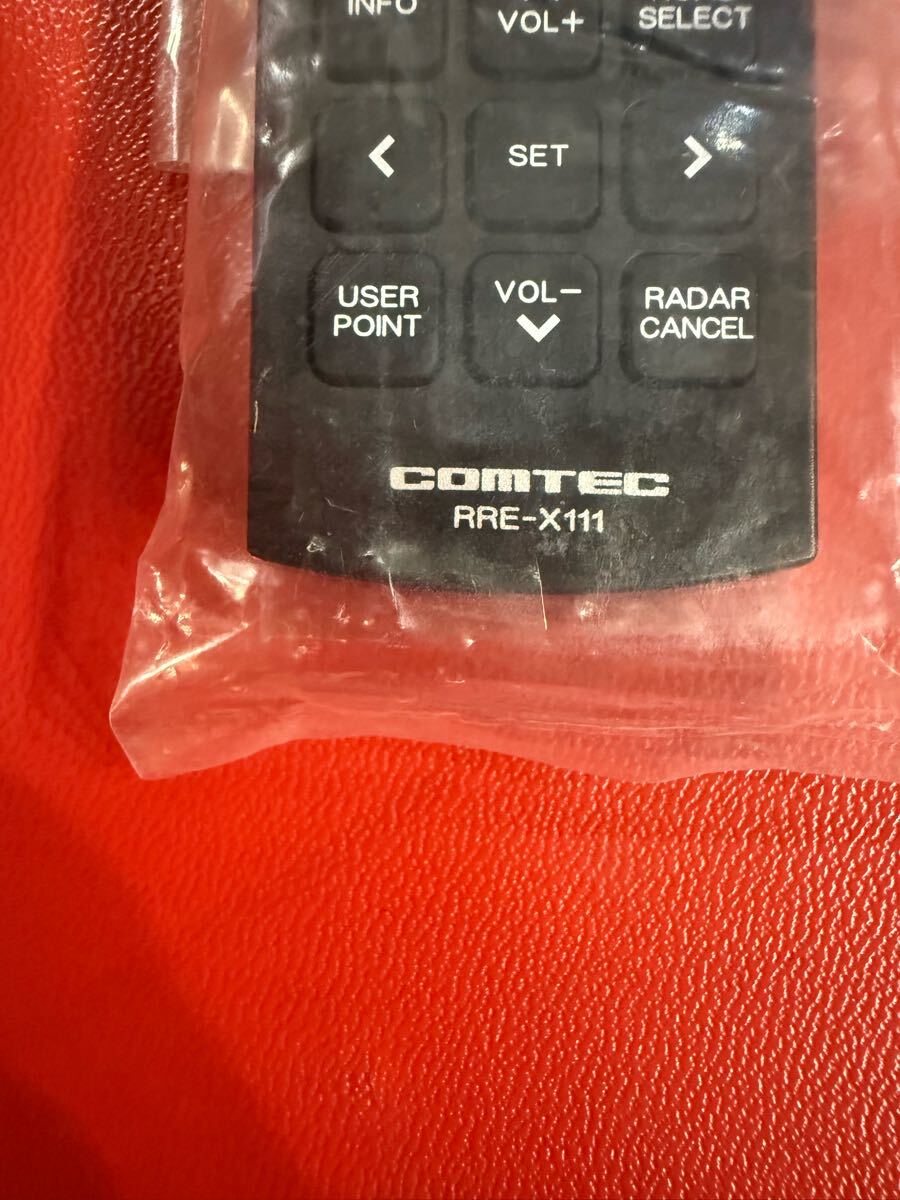 INFO
VOL+
SELECT
<
SET
>
USER
POINT
VOL−
RADAR
CANCEL
COMTEC
RRE-X111